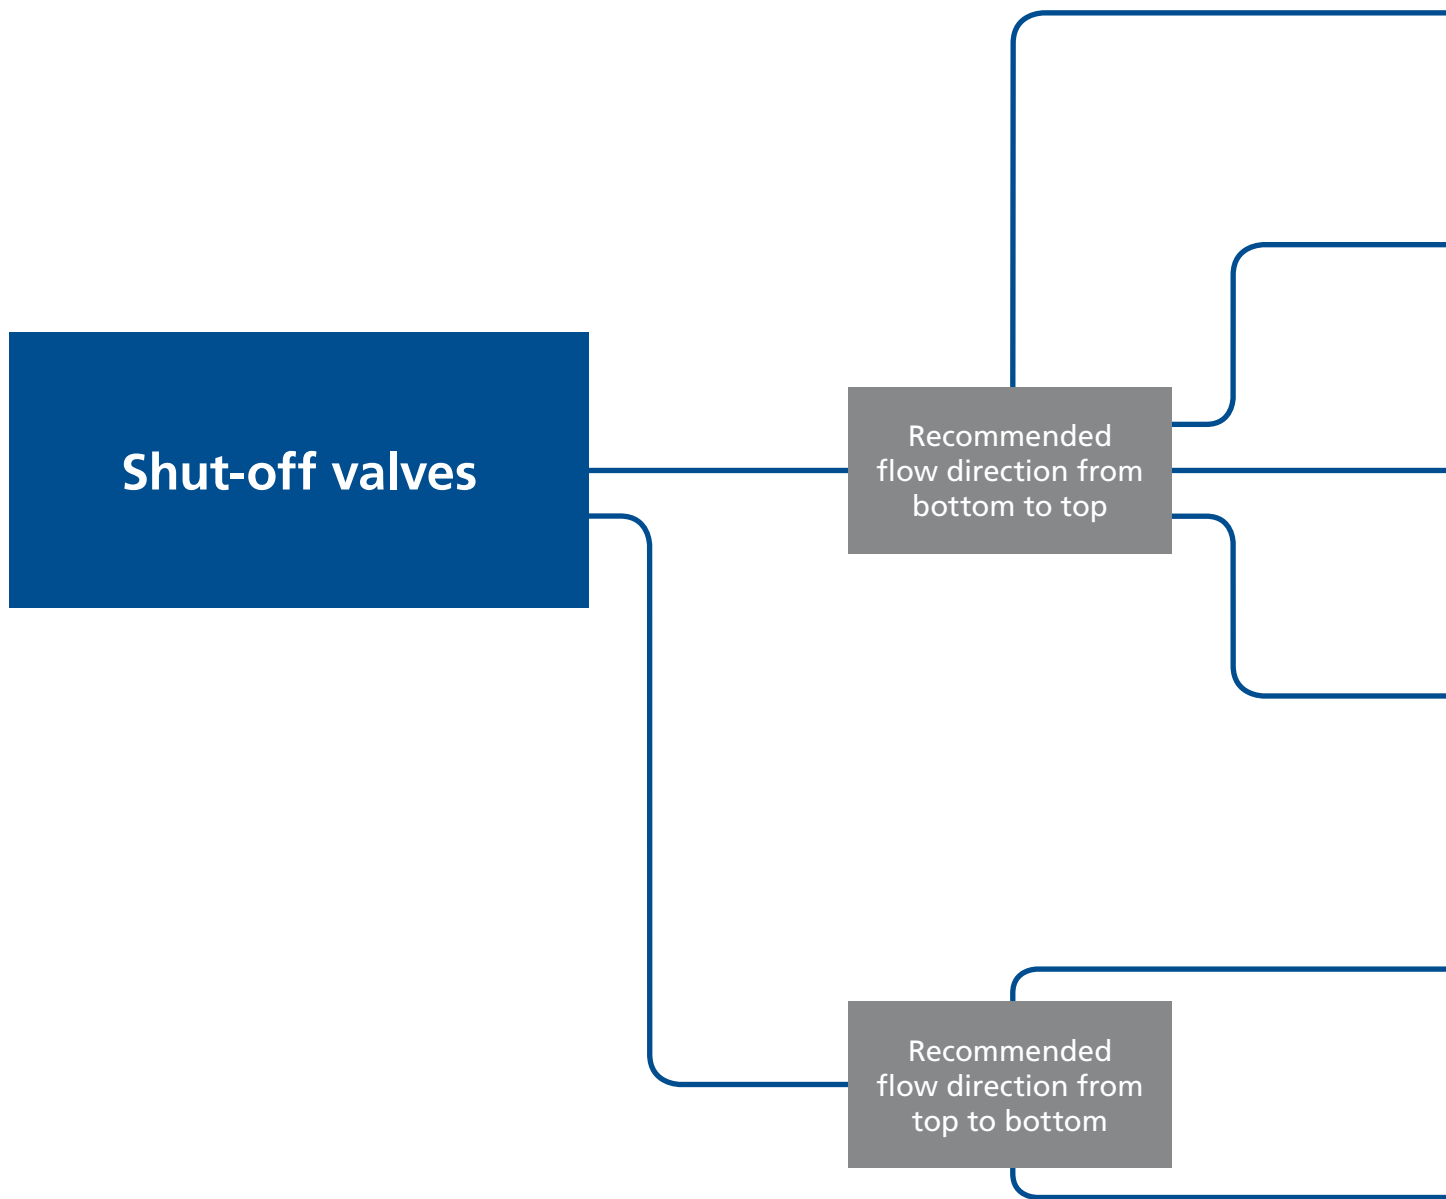 Shut-off valves
Recommended
flow direction from
bottom to top
Recommended
flow direction from
top to bottom